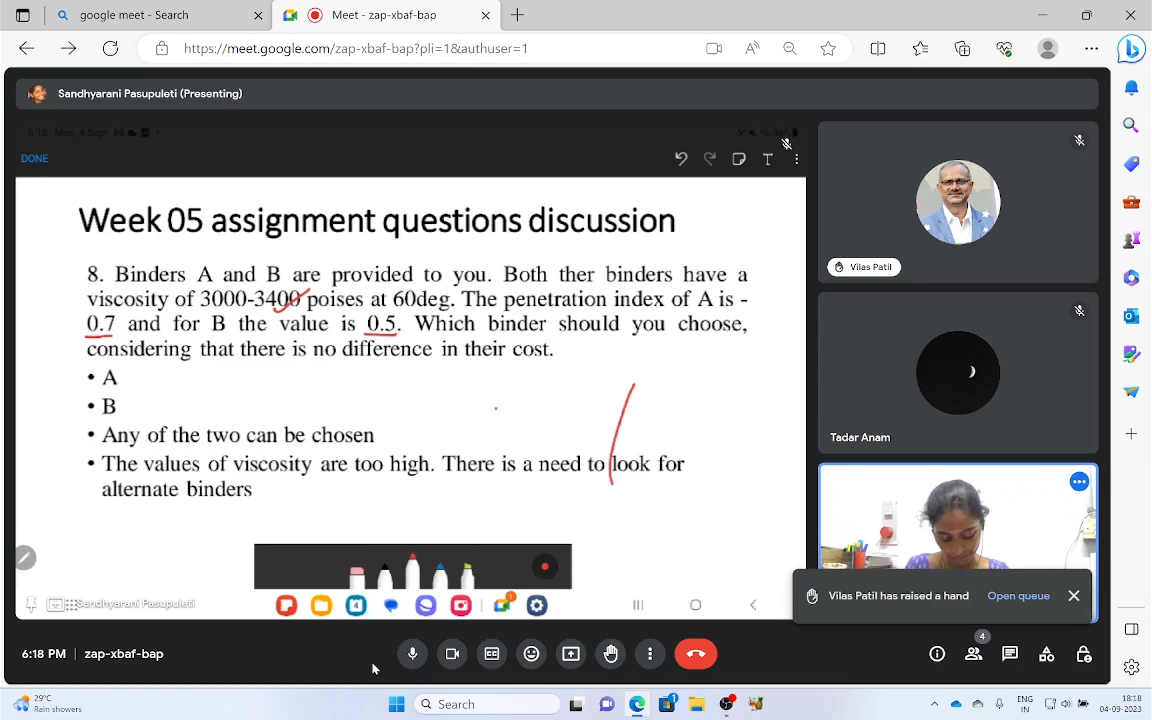 google meet - Search
Meet - zap-xbaf-bap
https://meet.google.com/zap-xbaf-bap?pli=1&authuser=1
Sandhyarani Pasupuleti (Presenting)
6:18 Mon, 4 Sept
DONE
Week 05 assignment questions discussion
8. Binders A and B are provided to you. Both ther binders have a
viscosity of 3000-3400 poises at 60deg. The penetration index of A is -
0.7 and for B the value is 0.5. Which binder should you choose,
considering that there is no difference in their cost.
• A
• B
• Any of the two can be chosen
• The values of viscosity are too high. There is a need to look for
alternate binders
Sandhyarani Pasupuleti
Vilas Patil
Tadar Anam
Vilas Patil has raised a hand
Open queue
6:18 PM | zap-xbaf-bap
4
29°C
Rain showers
Search
ENG
IN
18:18
04-09-2023